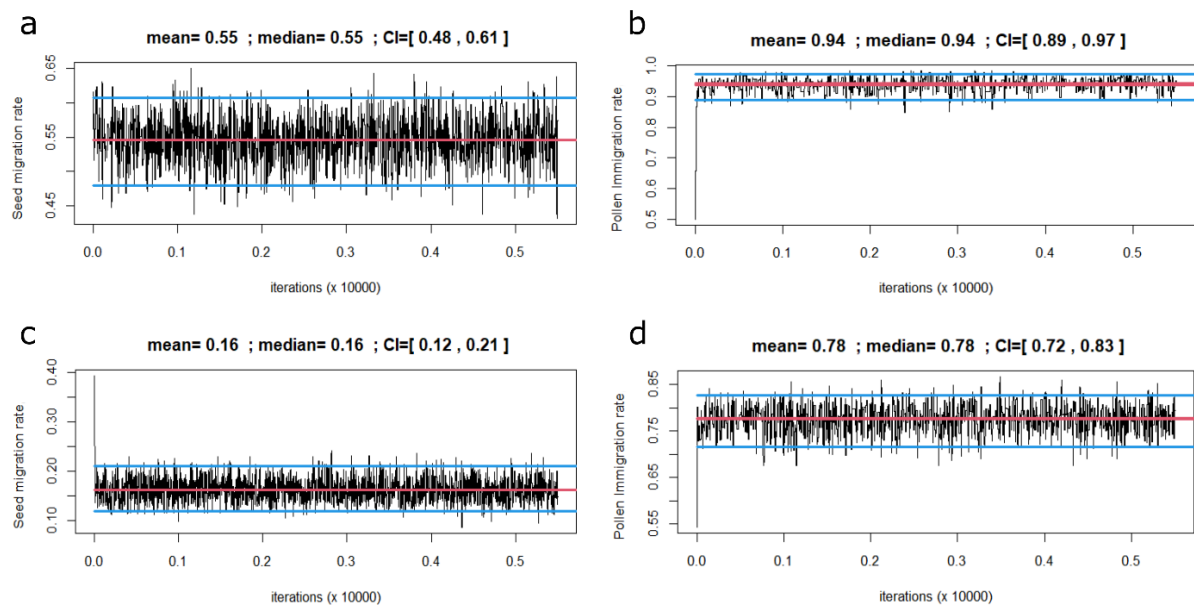 a
mean= 0.55 ; median= 0.55 ; CI=[ 0.48 , 0.61 ]
Seed migration rate
0.65
0.55
0.45
0.0 0.1 0.2 0.3 0.4 0.5
iterations (x 10000)
b
mean= 0.94 ; median= 0.94 ; CI=[ 0.89 , 0.97 ]
Pollen Immigration rate
1.0
0.9
0.8
0.7
0.6
0.5
0.0 0.1 0.2 0.3 0.4 0.5
iterations (x 10000)
c
mean= 0.16 ; median= 0.16 ; CI=[ 0.12 , 0.21 ]
Seed migration rate
0.40
0.30
0.20
0.10
0.0 0.1 0.2 0.3 0.4 0.5
iterations (x 10000)
d
mean= 0.78 ; median= 0.78 ; CI=[ 0.72 , 0.83 ]
Pollen Immigration rate
0.85
0.75
0.65
0.55
0.0 0.1 0.2 0.3 0.4 0.5
iterations (x 10000)